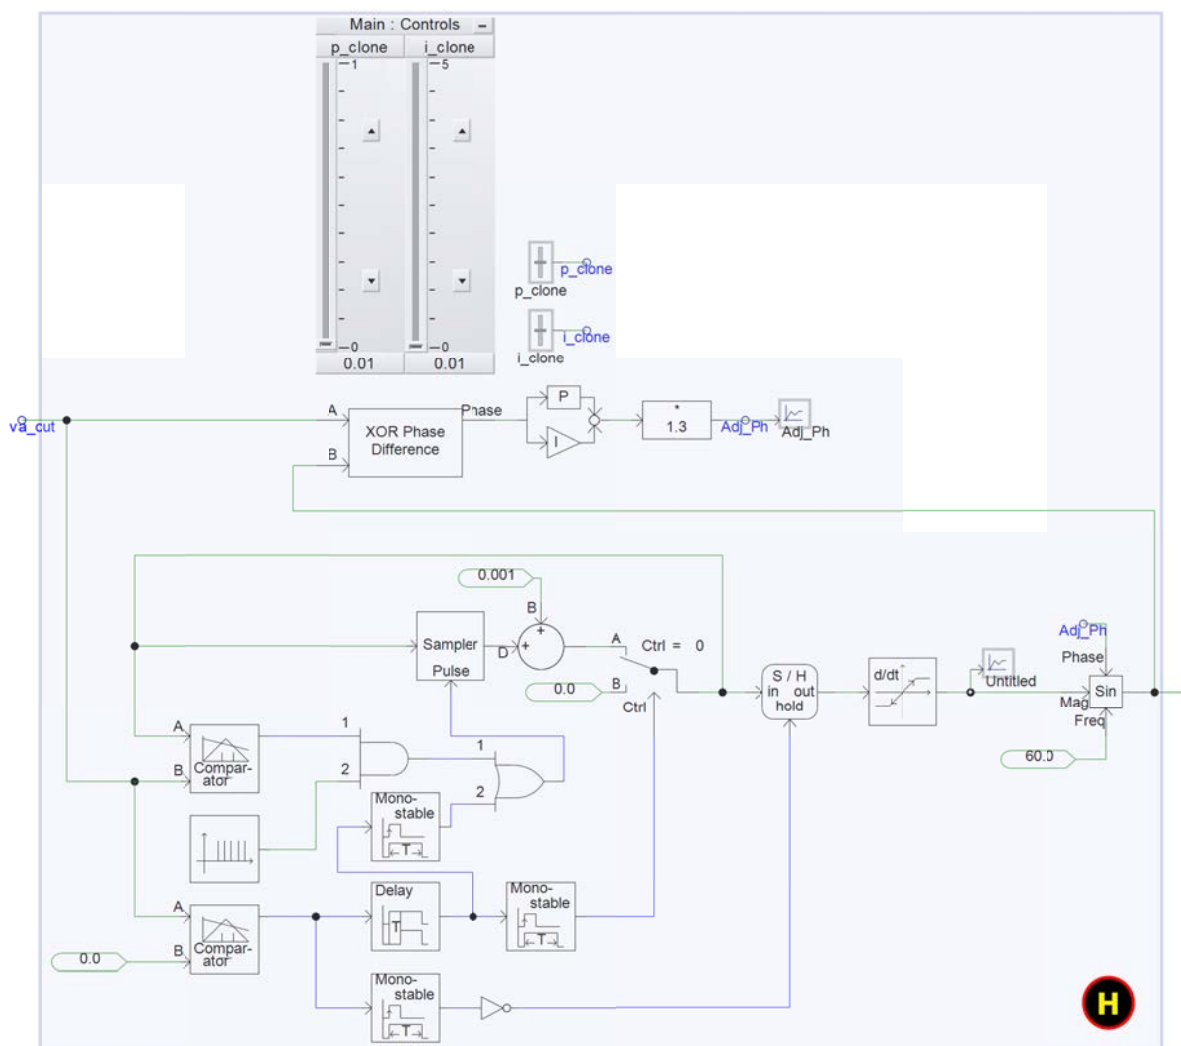 Main : Controls
p_clone
i_clone
1
5
0
0
0.01
0.01
p_clone
p_clone
i_clone
i_clone
va_cut
A
B
XOR Phase
Difference
Phase
P
I
*
1.3
Adj_Ph
Adj_Ph
0.001
B
+
+
D
Sampler
Pulse
A
Ctrl = 0
0.0
B
Ctrl
S / H
in out
hold
d/dt
Untitled
Adj_Ph
Phase
Mag
Sin
Freq
60.0
A
B
Compar-
ator
1
2
1
2
Mono-
stable
T
A
B
Compar-
ator
0.0
Delay
T
Mono-
stable
T
Mono-
stable
T
H